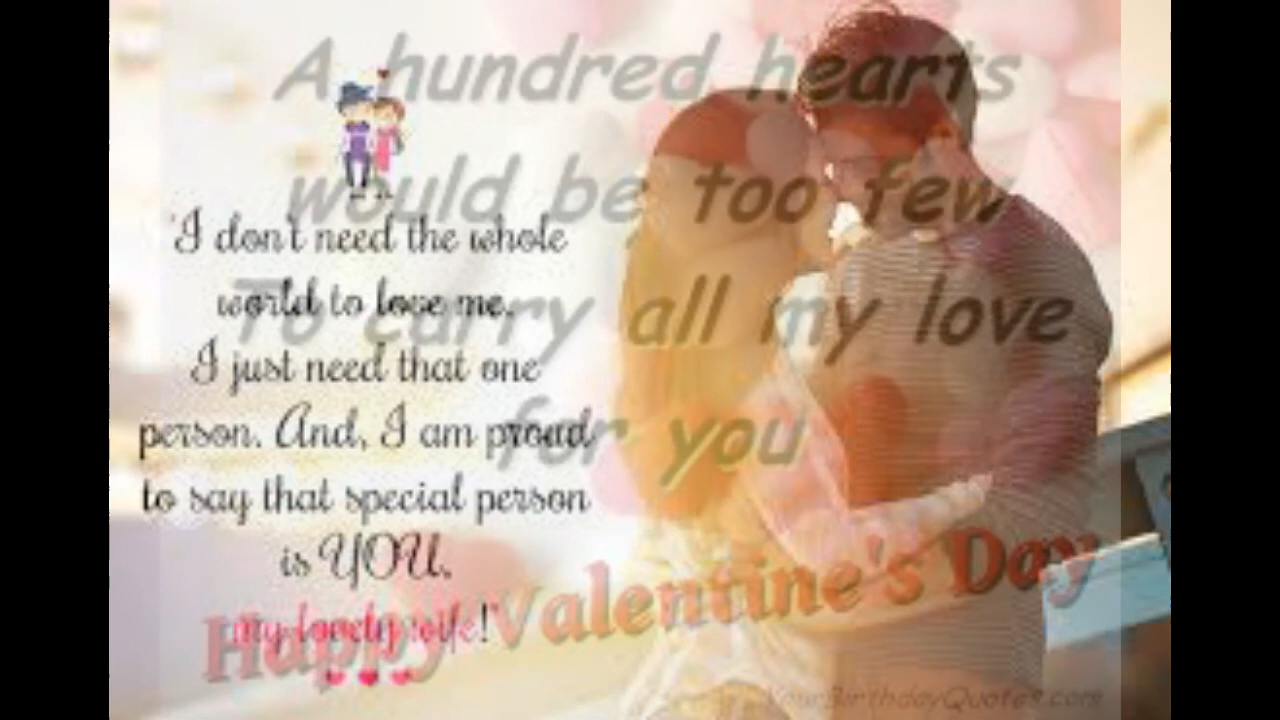 A hundred hearts
would be too few
To carry all my love
for you
Happy Valentine's Day
"I don't need the whole
world to love me.
I just need that one
person. And, I am proud
to say that special person
is YOU,
my lovely wife!"
YourBirthdayQuotes.com